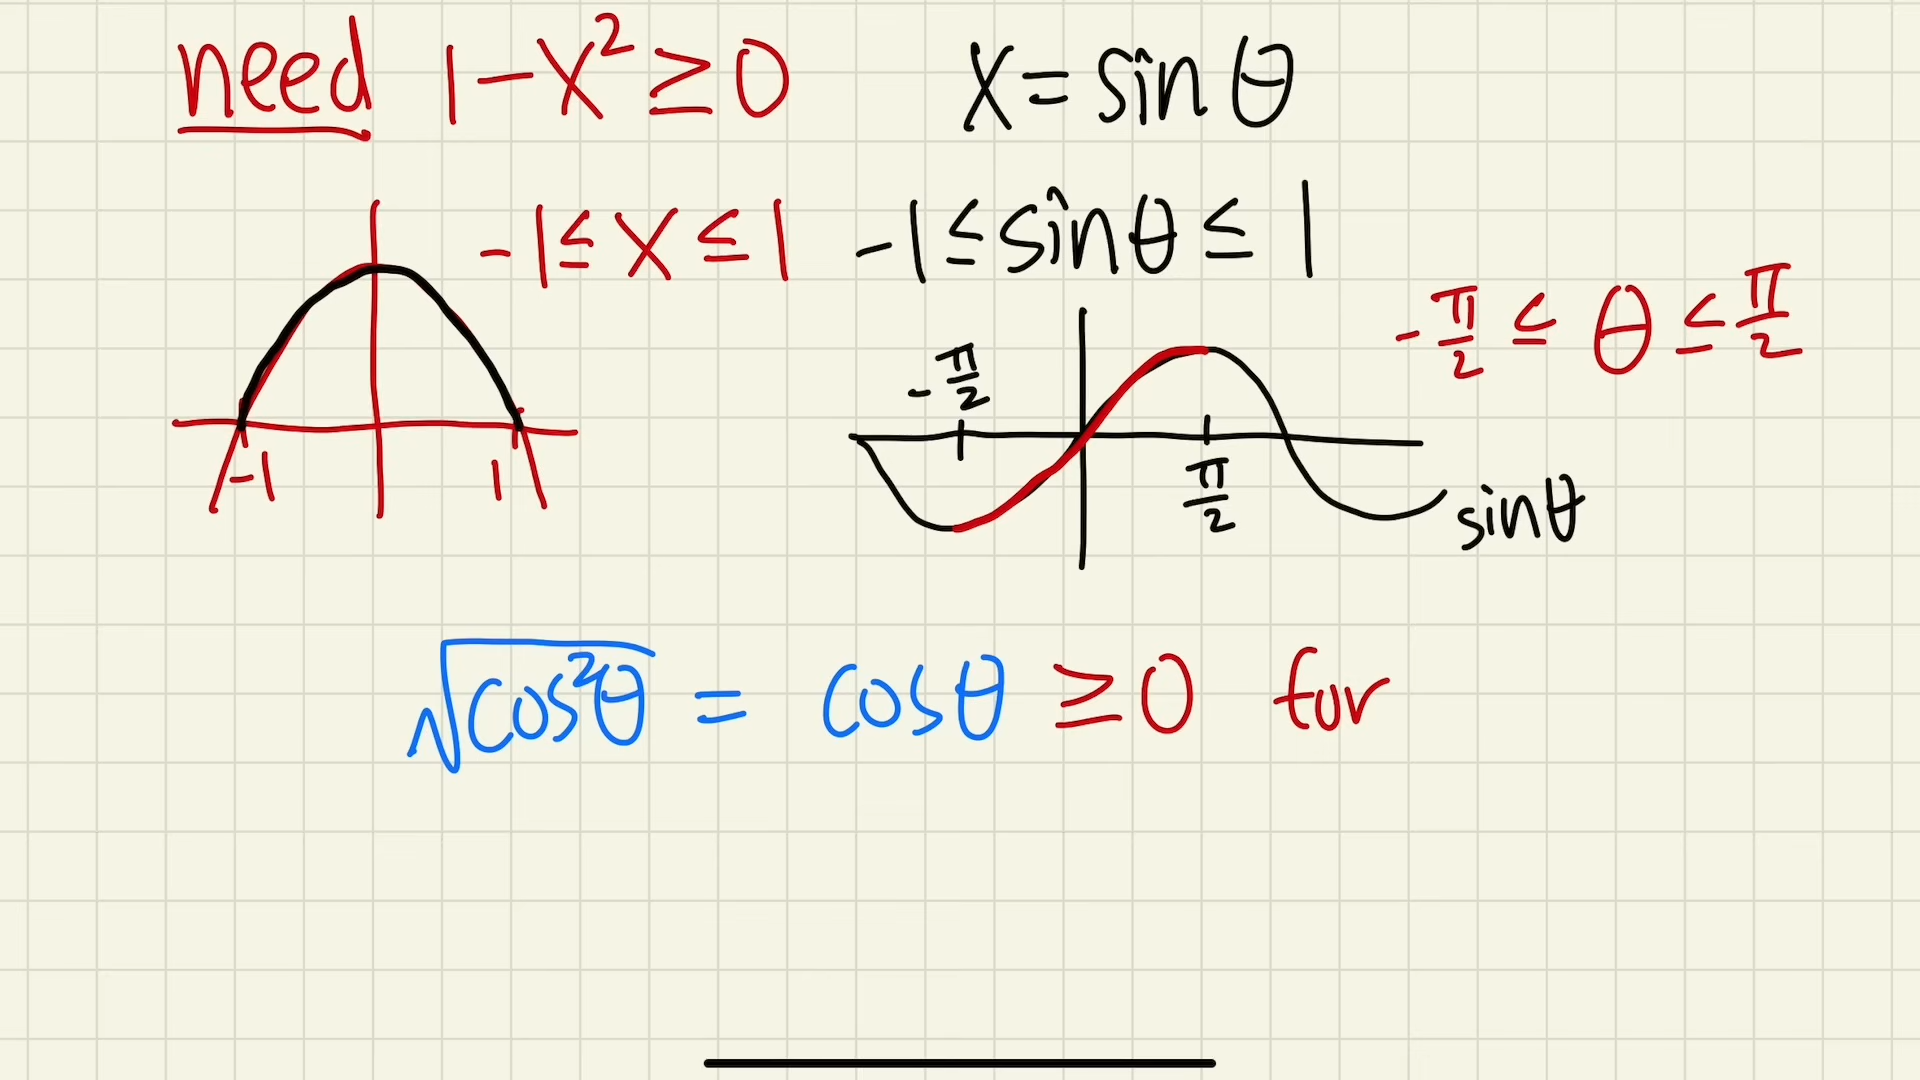 need 1-x²≥0
x=sinθ
-1≤x≤1
-1≤sinθ≤1
-π/2≤θ≤π/2
-π/2
-1
1
π/2
sinθ
√cos²θ = cosθ ≥0 for